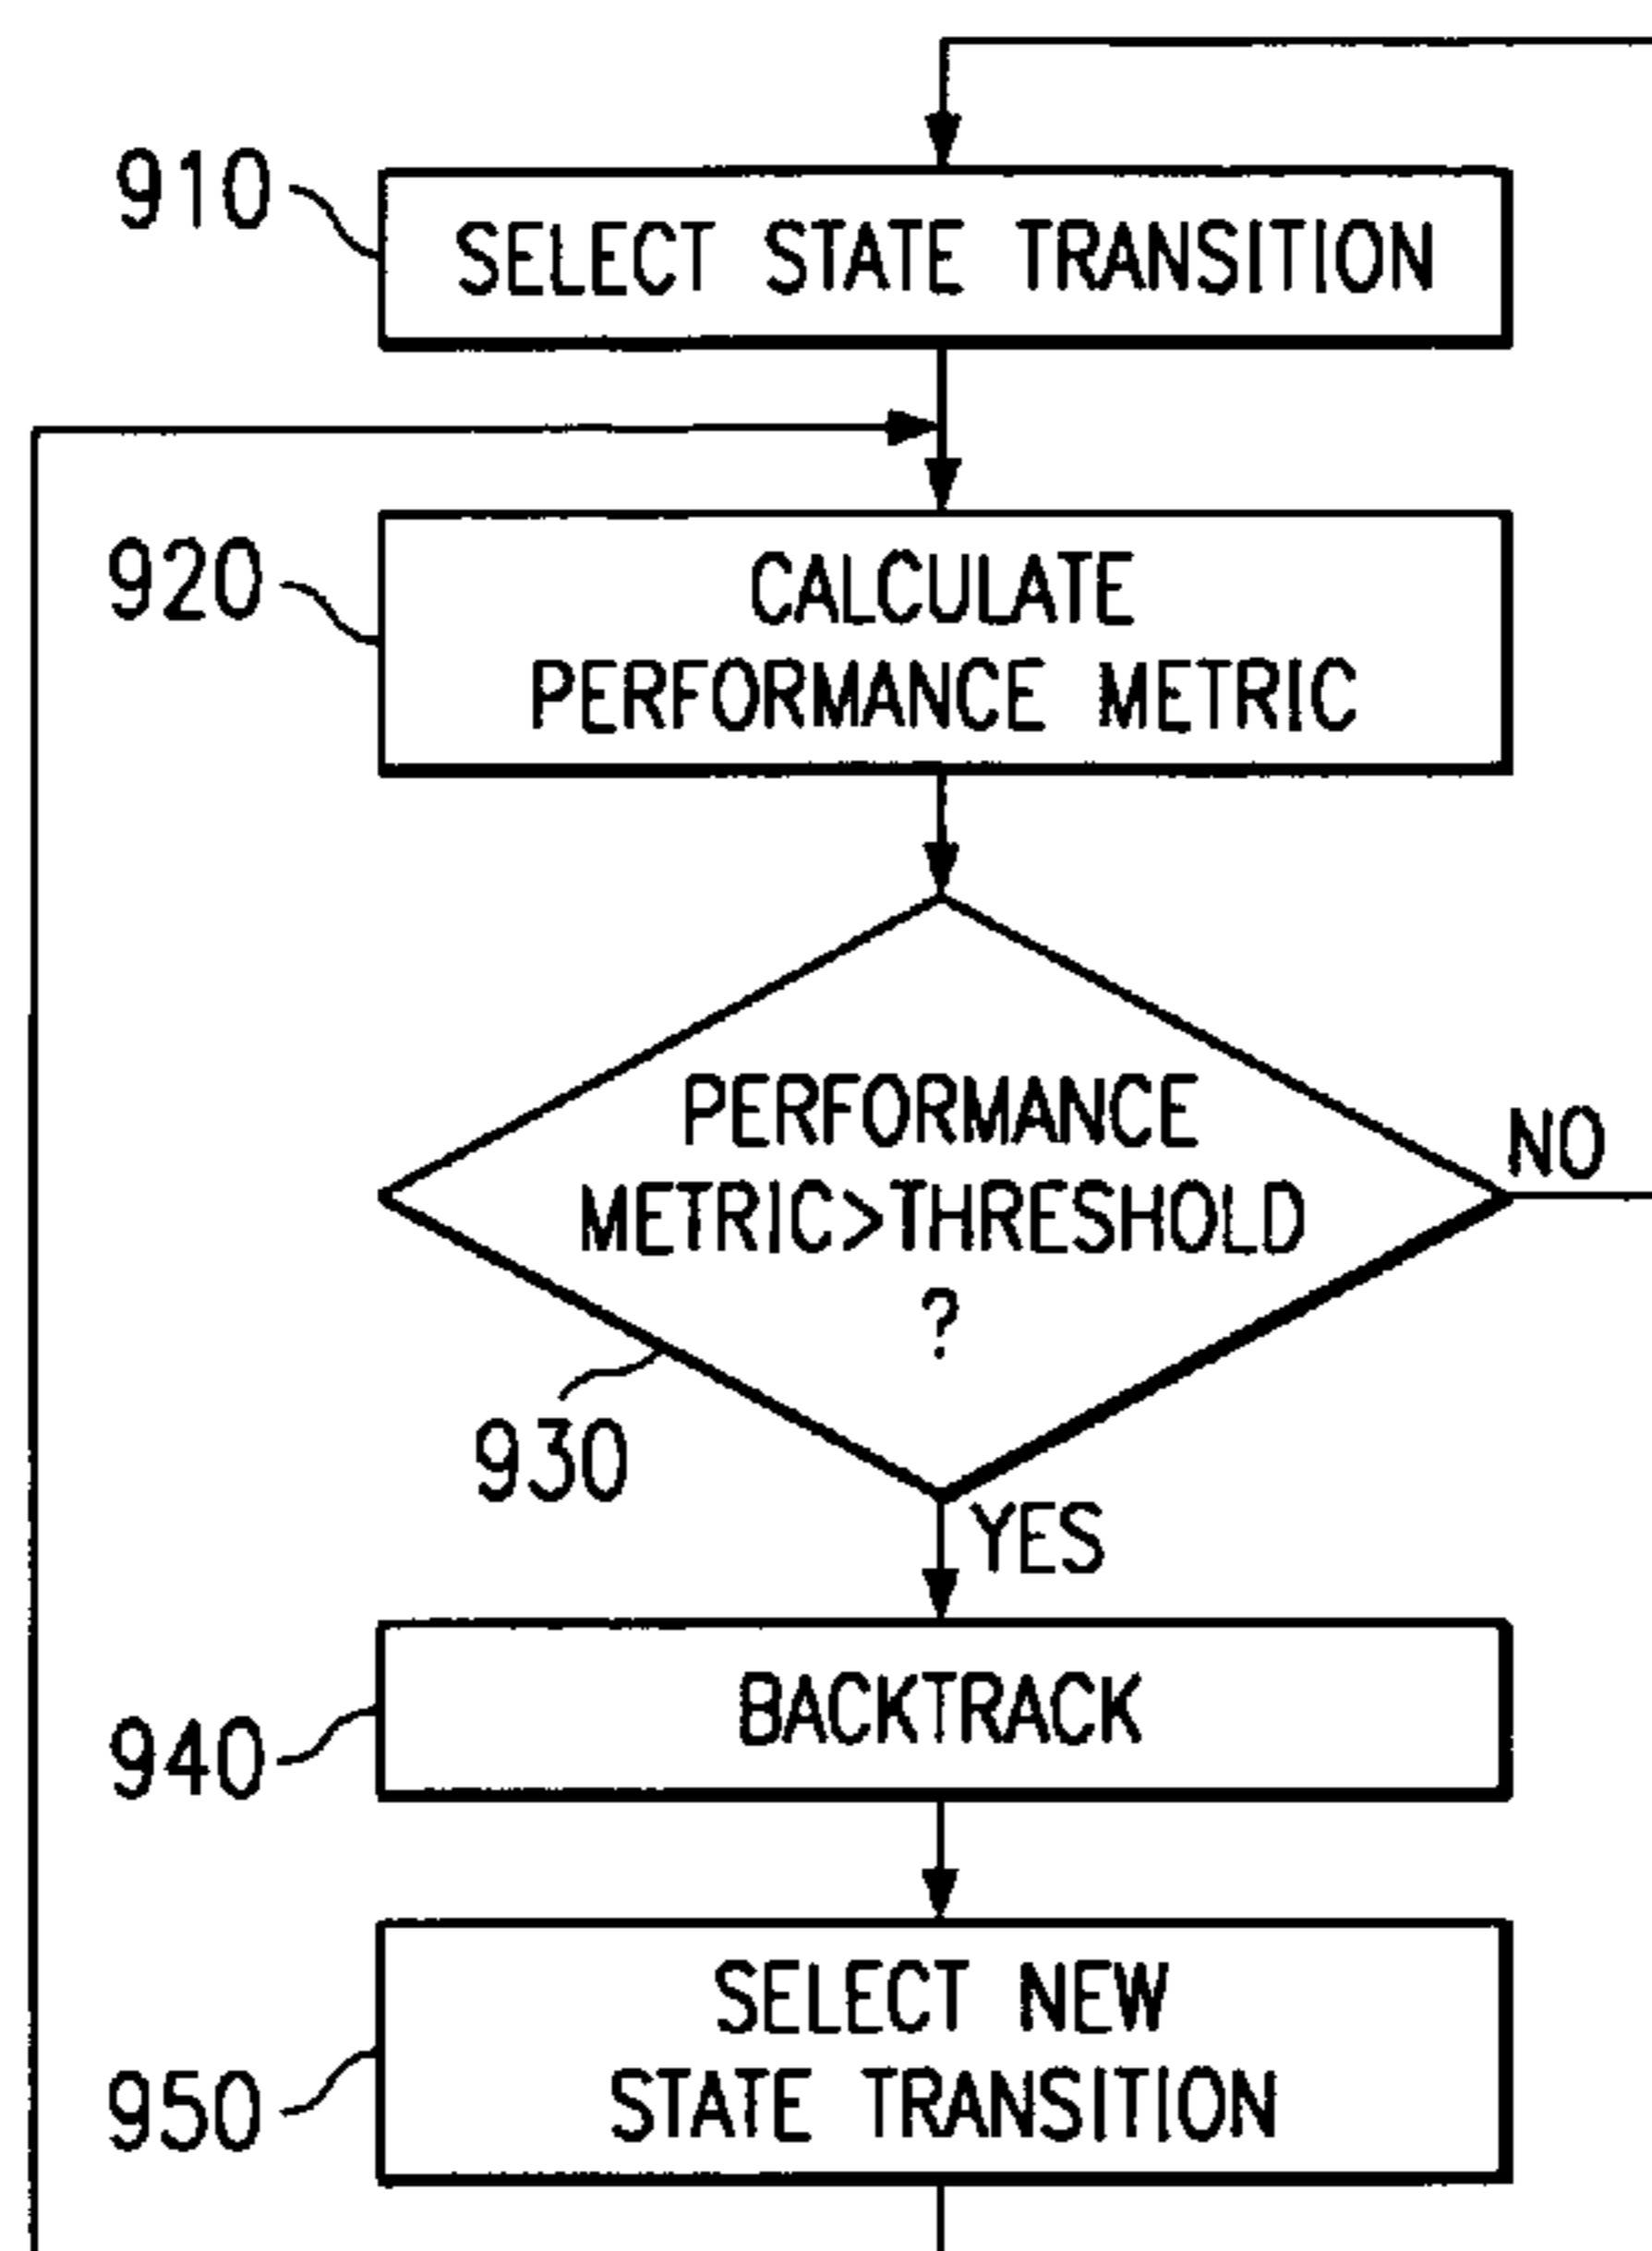 910
SELECT STATE TRANSITION
920
CALCULATE
PERFORMANCE METRIC
PERFORMANCE
METRIC>THRESHOLD
?
NO
930
YES
BACKTRACK
940
SELECT NEW
STATE TRANSITION
950